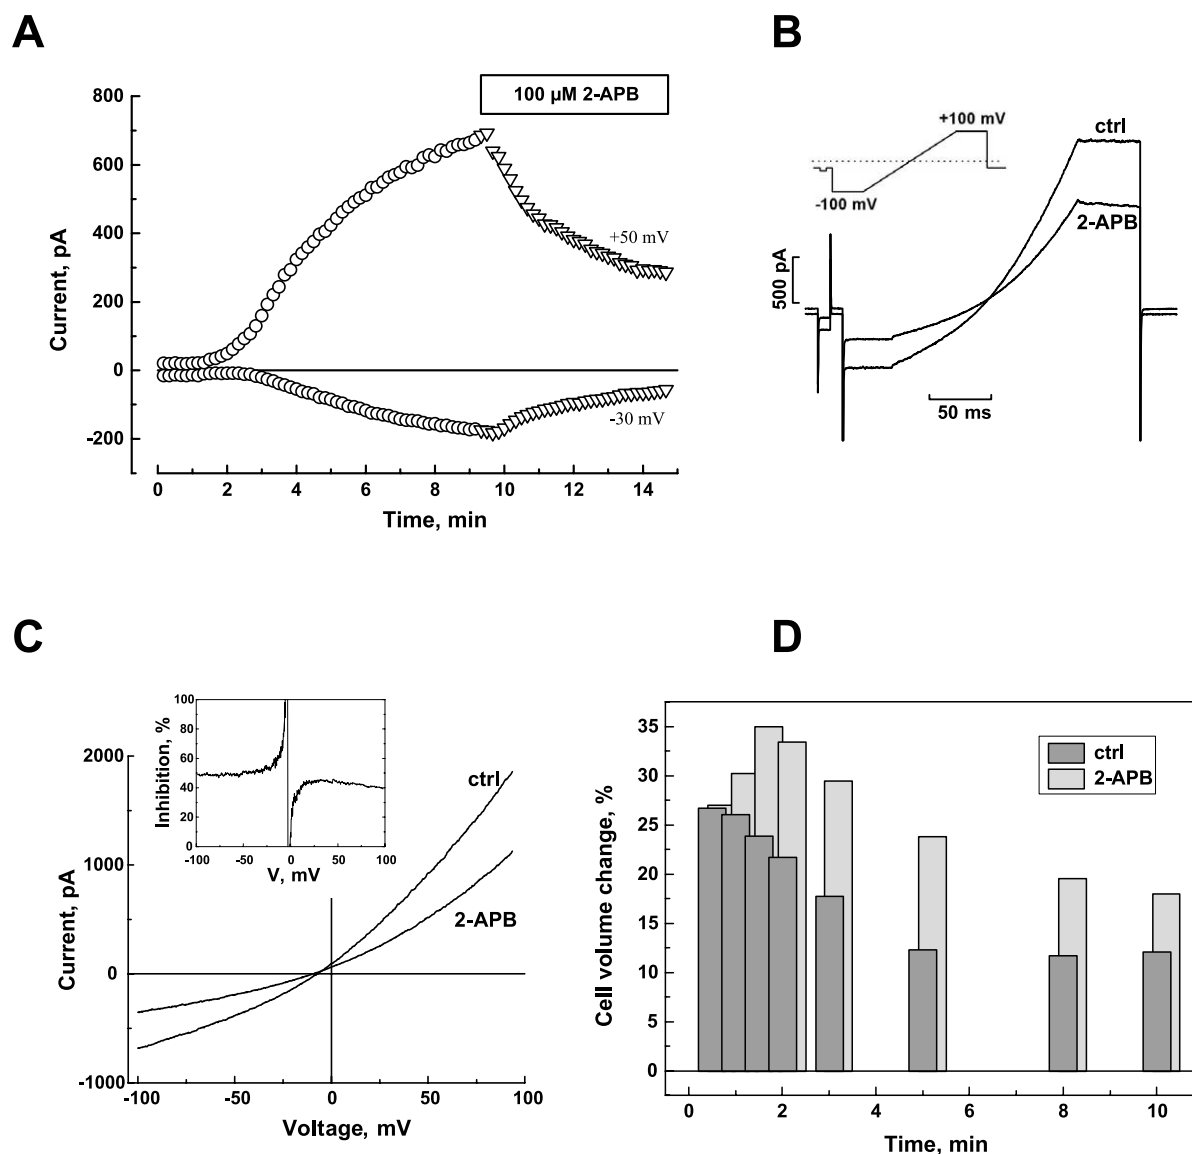 A
B
100 µM 2-APB
800
600
400
200
0
-200
Current, pA
+50 mV
-30 mV
0 2 4 6 8 10 12 14
Time, min
+100 mV
-100 mV
ctrl
2-APB
500 pA
50 ms
C
D
2000
1000
0
-1000
Current, pA
100
80
60
40
20
0
Inhibition, %
-100 -50 0 50 100
V, mV
ctrl
2-APB
-100 -50 0 50 100
Voltage, mV
35
30
25
20
15
10
5
0
Cell volume change, %
ctrl
2-APB
0 2 4 6 8 10
Time, min